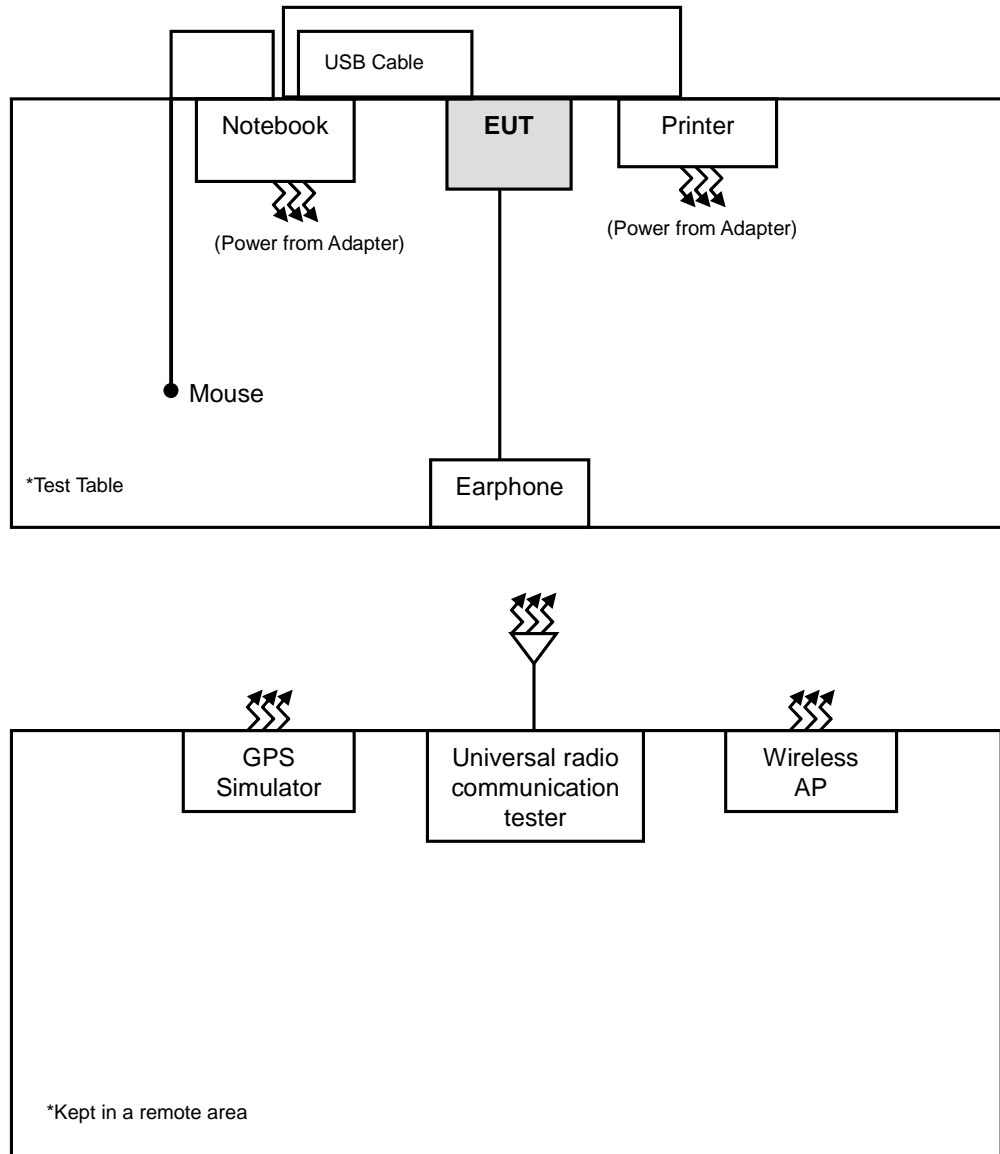 USB Cable
Notebook
EUT
Printer
(Power from Adapter)
(Power from Adapter)
Mouse
*Test Table
Earphone
GPS
Simulator
Universal radio
communication
tester
Wireless
AP
*Kept in a remote area